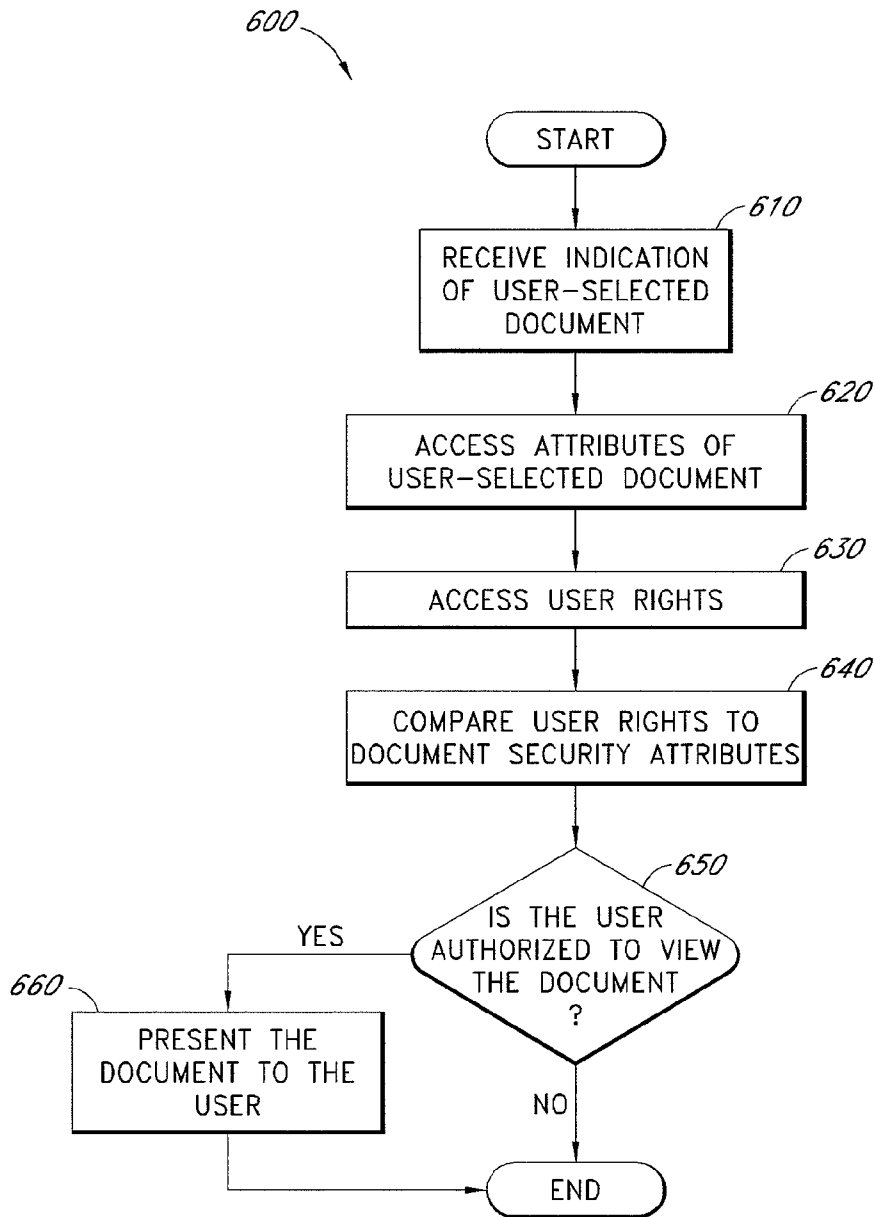 600
START
610
RECEIVE INDICATION
OF USER-SELECTED
DOCUMENT
620
ACCESS ATTRIBUTES OF
USER-SELECTED DOCUMENT
630
ACCESS USER RIGHTS
640
COMPARE USER RIGHTS TO
DOCUMENT SECURITY ATTRIBUTES
650
IS THE USER
AUTHORIZED TO VIEW
THE DOCUMENT
?
YES
660
PRESENT THE
DOCUMENT TO THE
USER
NO
END